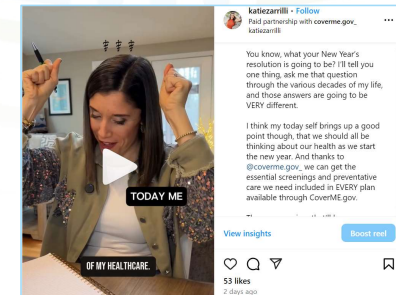 katiezarrilli • Follow
Paid partnership with coverme.gov_
katiezarrilli
You know, what your New Year's
resolution is going to be? I'll tell you
one thing, ask me that question
through the various decades of my life,
and those answers are going to be
VERY different.
I think my today self brings up a good
point though, that we should all be
thinking about our health as we start
the new year. And thanks to
@coverme.gov_ we can get the
essential screenings and preventative
care we need included in EVERY plan
available through CoverME.gov.
TODAY ME
OF MY HEALTHCARE.
View insights
Boost reel
53 likes
2 days ago